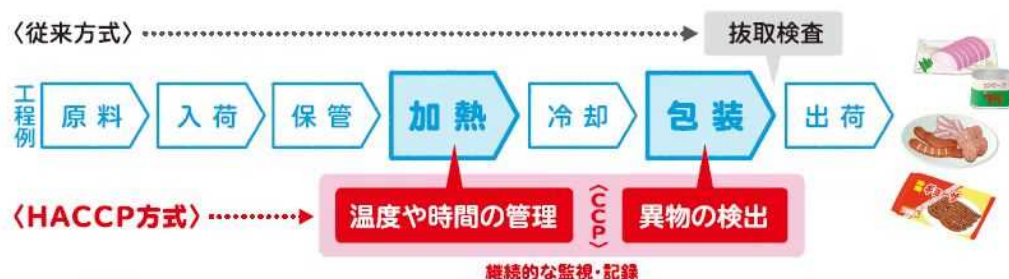 〈従来方式〉
抜取検査
工程例
原料
入荷
保管
加熱
冷却
包装
出荷
〈HACCP方式〉
温度や時間の管理
〈CCP〉
異物の検出
継続的な監視・記録